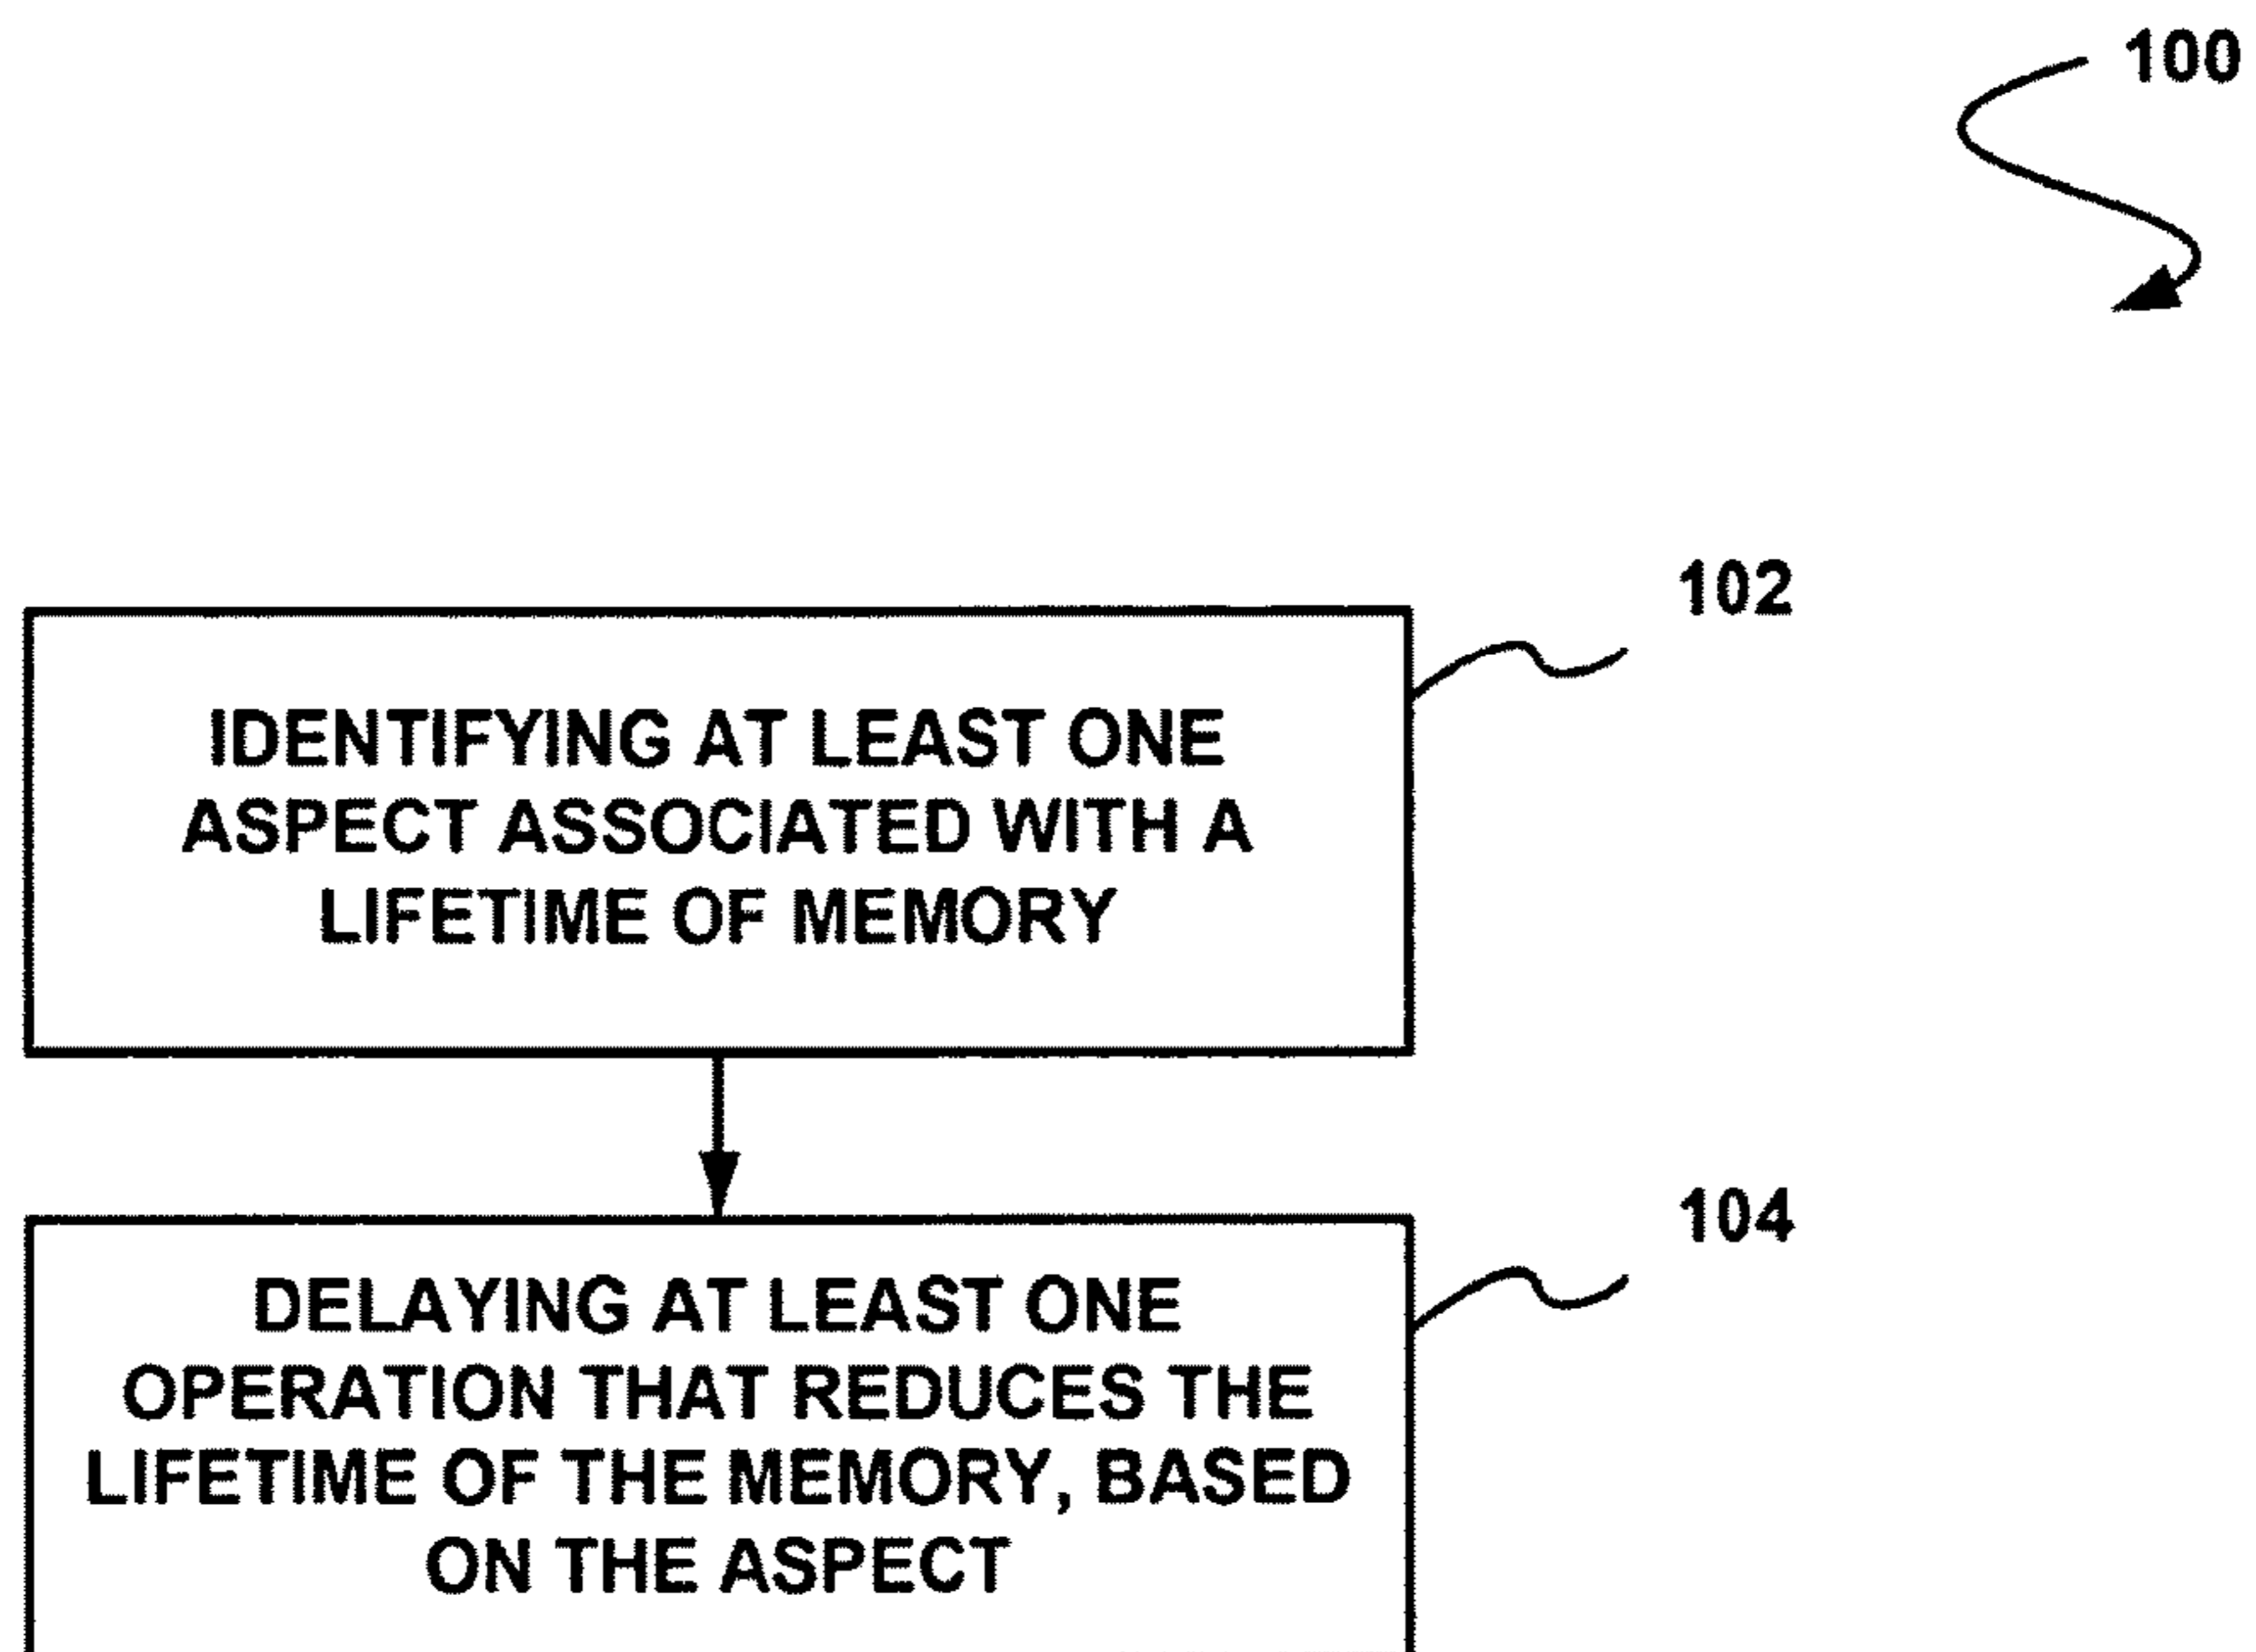 100
102
IDENTIFYING AT LEAST ONE
ASPECT ASSOCIATED WITH A
LIFETIME OF MEMORY
104
DELAYING AT LEAST ONE
OPERATION THAT REDUCES THE
LIFETIME OF THE MEMORY, BASED
ON THE ASPECT